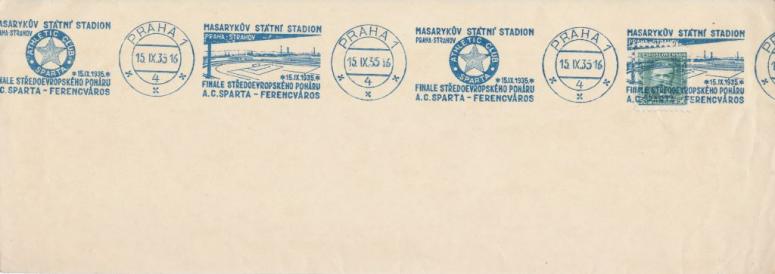 MASARYKŮV STÁTNÍ STADION
PRAHA-STRAHOV
ATHLETIC CLUB
SPARTA
*15.IX.1935.*
FINALE STŘEDOEVROPSKÉHO POHÁRU
A.C. SPARTA - FERENCVÁROS
PRAHA 1
15.IX.35 16
4
MASARYKŮV STÁTNÍ STADION
PRAHA-STRAHOV
*15.IX.1935.*
FINALE STŘEDOEVROPSKÉHO POHÁRU
A.C. SPARTA - FERENCVÁROS
PRAHA 1
15.IX.35 16
4
MASARYKŮV STÁTNÍ STADION
PRAHA-STRAHOV
ATHLETIC CLUB
SPARTA
*15.IX.1935*
FINALE STŘEDOEVROPSKÉHO POHÁRU
A.C. SPARTA - FERENCVÁROS
PRAHA 1
15.IX.35 16
4
MASARYKŮV STÁTNÍ STADION
PRAHA-STRAHOV
*15.IX.1935.*
FINALE STŘEDOEVROPSKÉHO POHÁRU
A.C. SPARTA - FERENCVÁROS